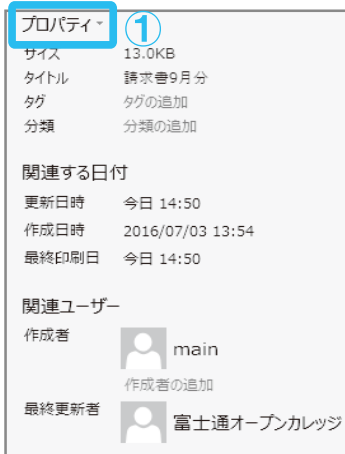 プロパティ ①
サイズ 13.0KB
タイトル 請求書9月分
タグ タグの追加
分類 分類の追加
関連する日付
更新日時 今日 14:50
作成日時 2016/07/03 13:54
最終印刷日 今日 14:50
関連ユーザー
作成者 main
作成者の追加
最終更新者 富士通オープンカレッジ